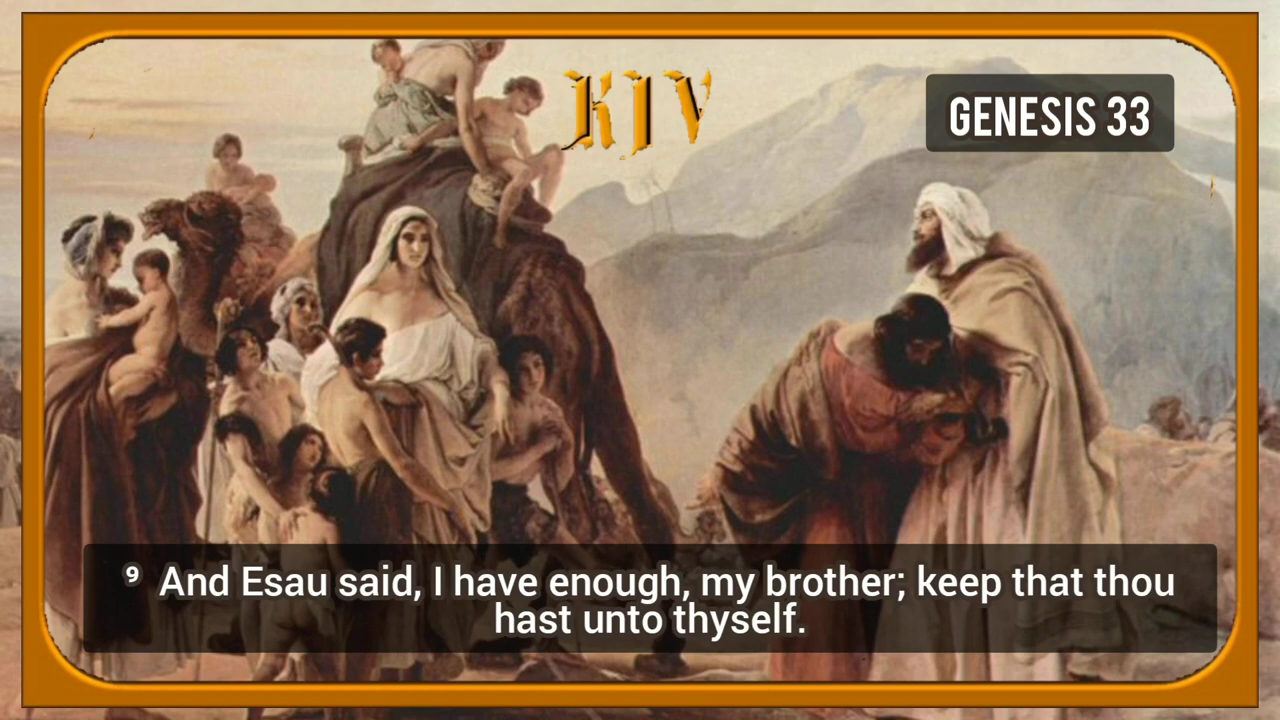 KJV
GENESIS 33
⁹ And Esau said, I have enough, my brother; keep that thou
hast unto thyself.